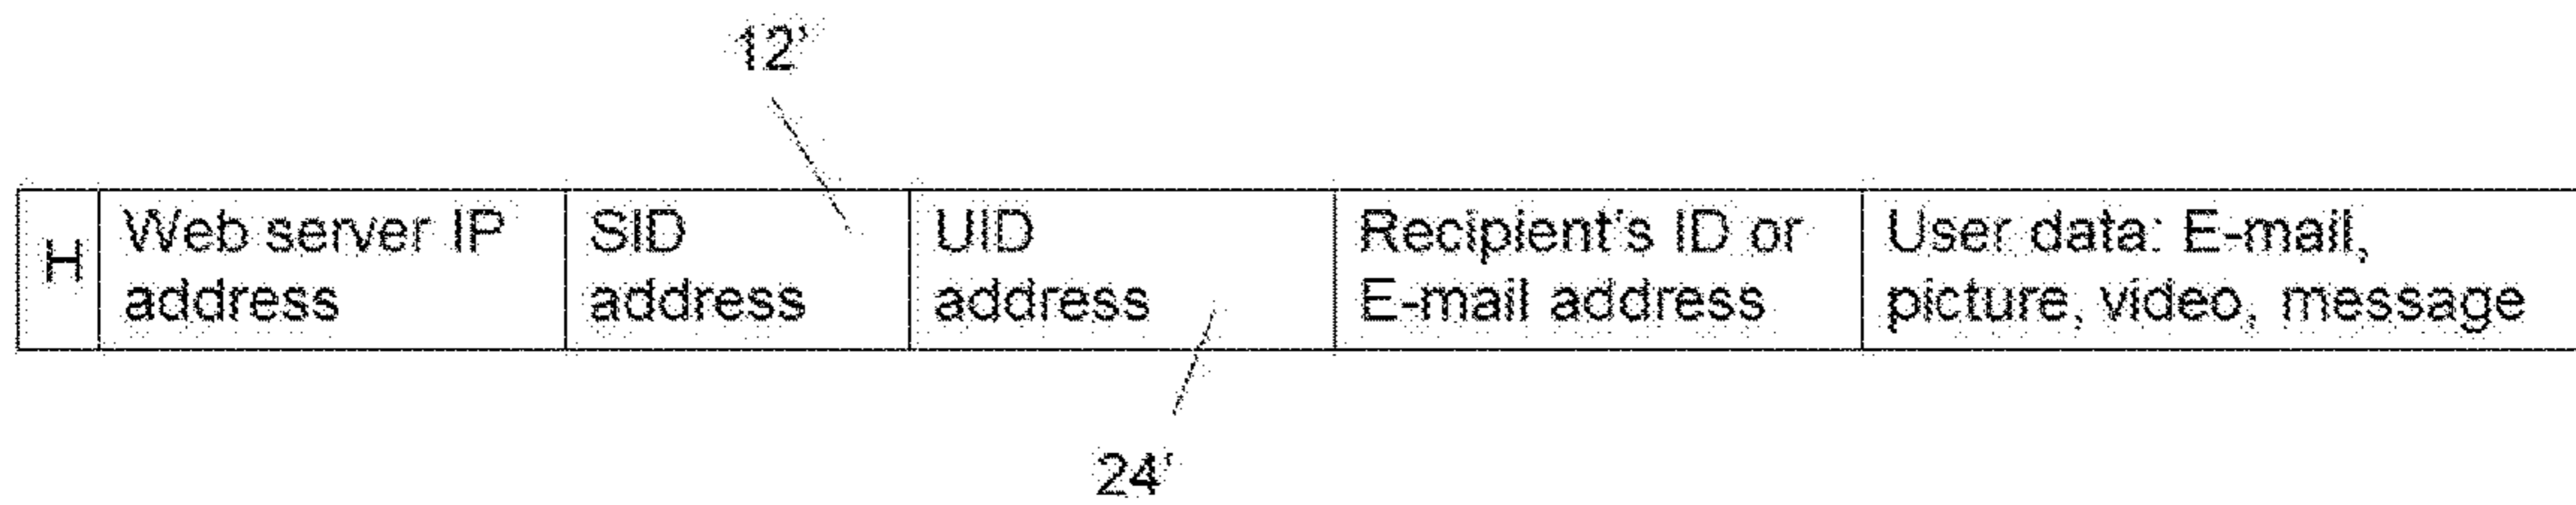 12'
H
Web server IP
address
SID
address
UID
address
Recipient's ID or
E-mail address
User data: E-mail,
picture, video, message
24'